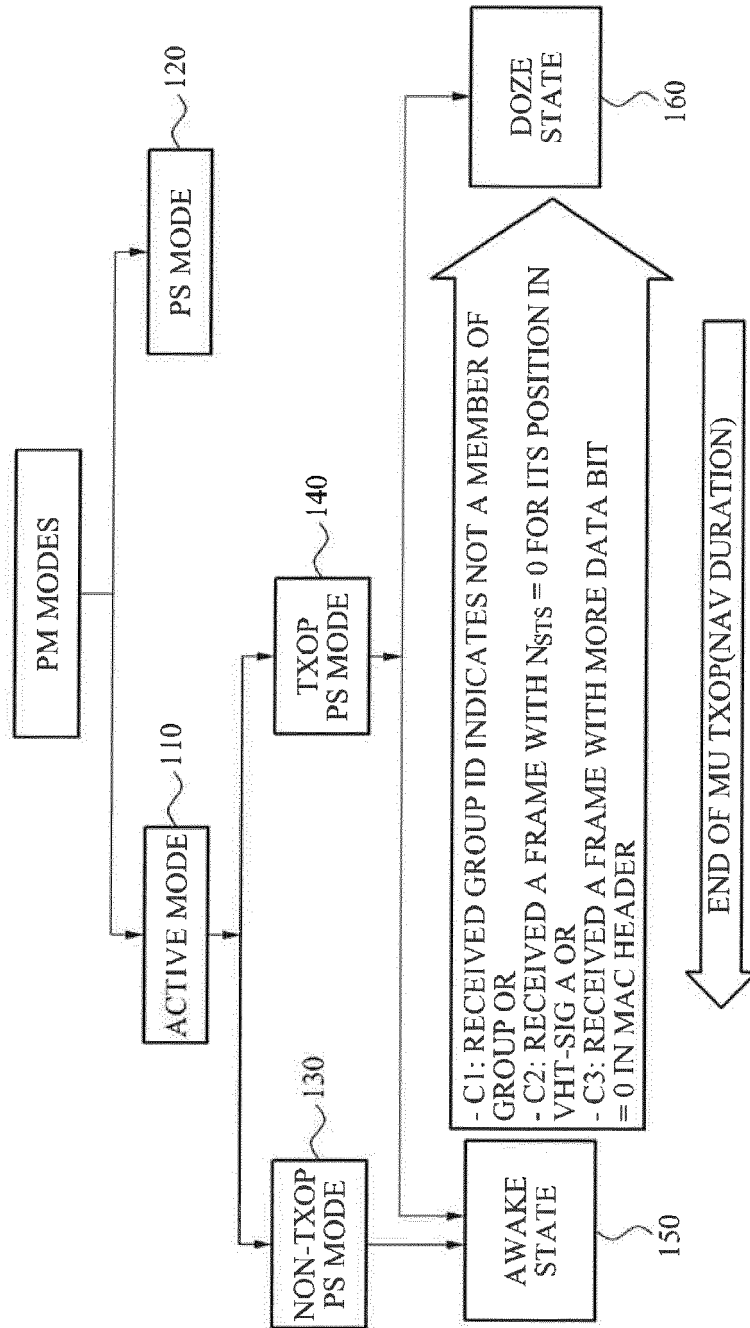 PM MODES
ACTIVE MODE
110
PS MODE
120
NON-TXOP
PS MODE
130
TXOP
PS MODE
140
AWAKE
STATE
150
- C1: RECEIVED GROUP ID INDICATES NOT A MEMBER OF
GROUP OR
- C2: RECEIVED A FRAME WITH NSTS = 0 FOR ITS POSITION IN
VHT-SIG A OR
- C3: RECEIVED A FRAME WITH MORE DATA BIT
= 0 IN MAC HEADER
DOZE
STATE
160
END OF MU TXOP(NAV DURATION)